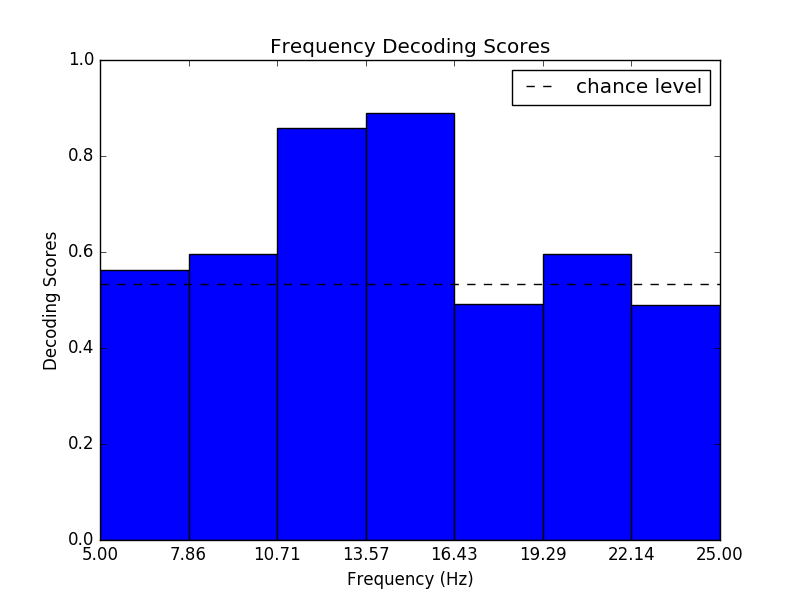 Frequency Decoding Scores
chance level
1.0
0.8
0.6
0.4
0.2
0.0
Decoding Scores
5.00 7.86 10.71 13.57 16.43 19.29 22.14 25.00
Frequency (Hz)